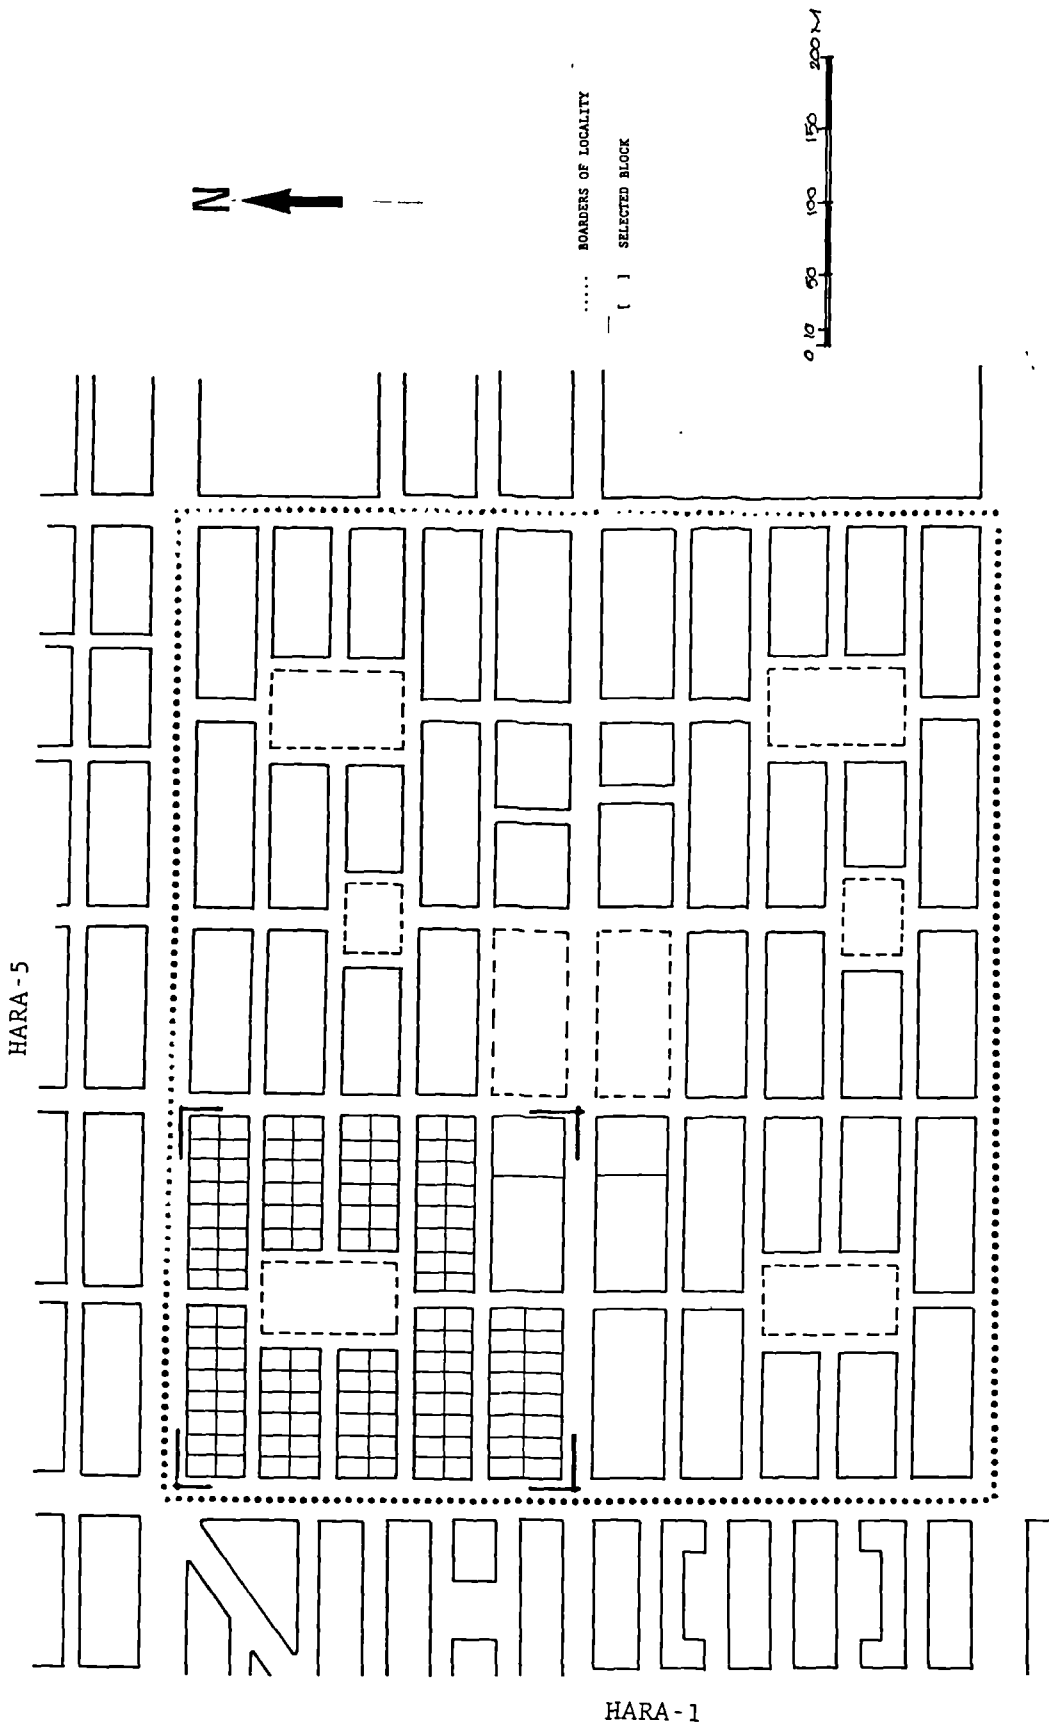 N
..... BOARDERS OF LOCALITY
[ ] SELECTED BLOCK
0 10 50 100 150 200 M
HARA-5
HARA-1